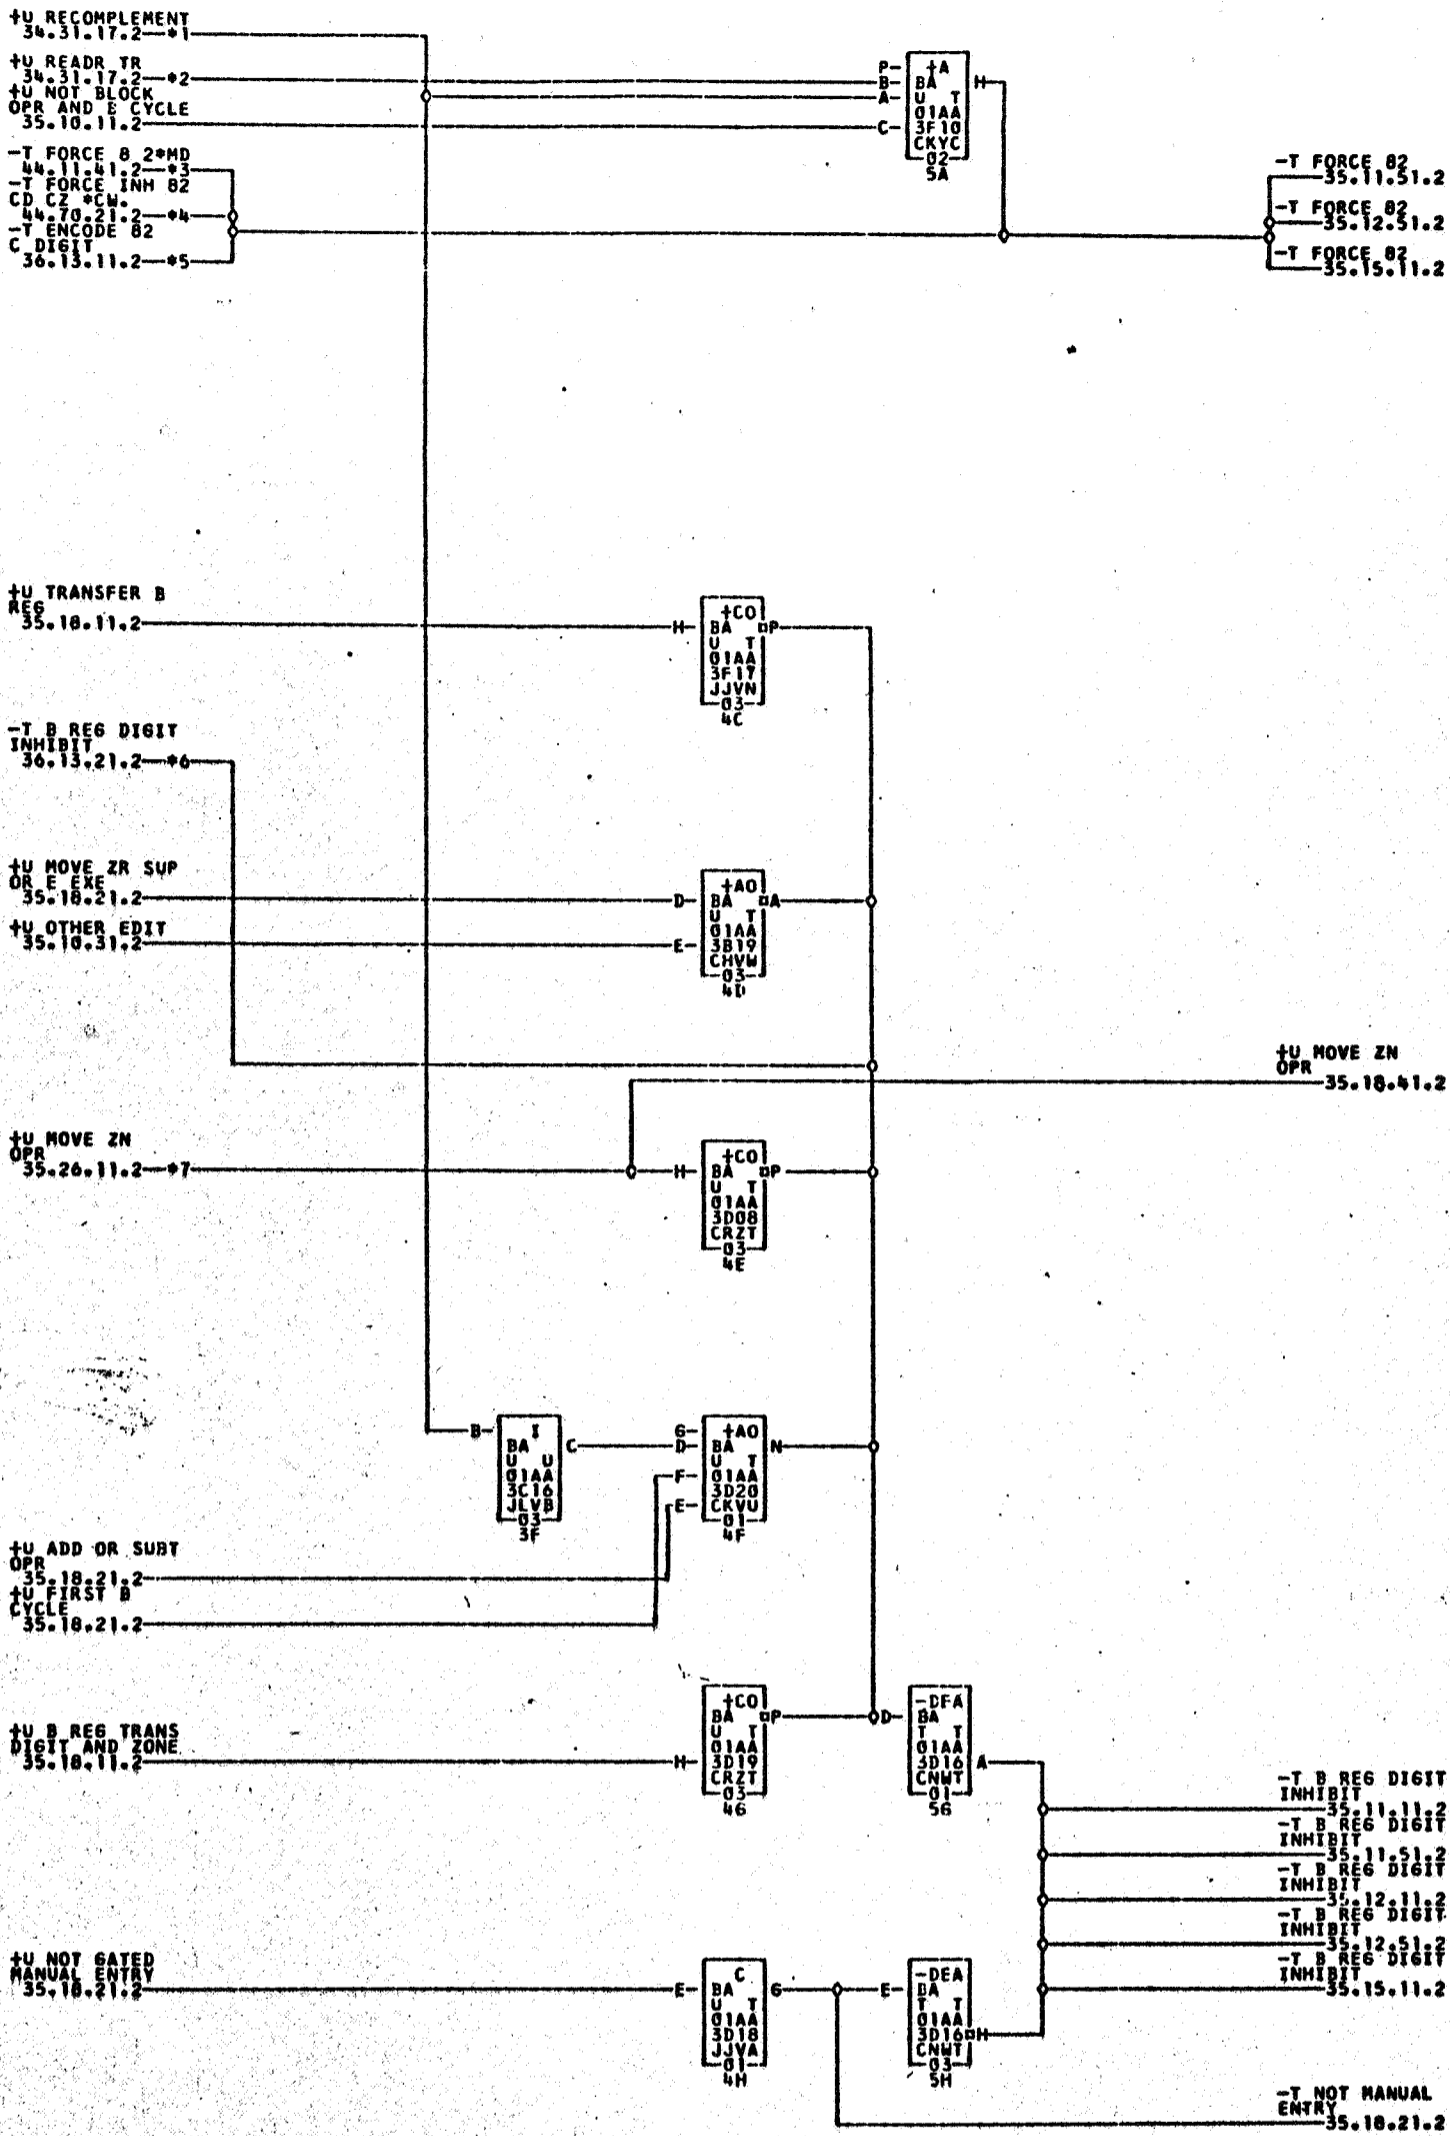 +U RECOMPLEMENT
34.31.17.2—*1
+U READR TR
34.31.17.2—*2
+U NOT BLOCK
OPR AND E CYCLE
35.10.11.2
-T FORCE 8 2*MD
44.11.41.2—*3
-T FORCE INH 82
CD CZ *CW.
44.70.21.2—*4
-T ENCODE 82
C DIGIT
36.13.11.2—*5
P-
B-
A-
C-
+A
BA
U T
01AA
3F10
CKYC
02
5A
H
-T FORCE 82
35.11.51.2
-T FORCE 82
35.12.51.2
-T FORCE 82
35.15.11.2
+U TRANSFER B
REG
35.18.11.2
H
+CO
BA
U T
01AA
3F17
JJVN
03
4C
P
-T B REG DIGIT
INHIBIT
36.13.21.2—*6
+U MOVE ZR SUP
OR E EXE
35.18.21.2
+U OTHER EDIT
35.10.31.2
D
E
+AO
BA
U T
01AA
3B19
CHVW
03
4D
A
+U MOVE ZN
OPR
35.18.41.2
+U MOVE ZN
OPR
35.26.11.2—*7
H
+CO
BA
U T
01AA
3D08
CRZT
03
4E
P
B
I
BA
U U
01AA
3C16
JLVB
03
3F
C
G
D
F
E
+AO
BA
U T
01AA
3D20
CKVU
01
4F
N
+U ADD OR SUBT
OPR
35.18.21.2
+U FIRST B
CYCLE
35.18.21.2
+U B REG TRANS
DIGIT AND ZONE
35.18.11.2
H
+CO
BA
U T
01AA
3D19
CRZT
03
4G
P
D
-DEA
BA
T T
01AA
3D16
CNWT
01
5G
A
-T B REG DIGIT
INHIBIT
35.11.11.2
-T B REG DIGIT
INHIBIT
35.11.51.2
-T B REG DIGIT
INHIBIT
35.12.11.2
-T B REG DIGIT
INHIBIT
35.12.51.2
-T B REG DIGIT
INHIBIT
35.15.11.2
+U NOT GATED
MANUAL ENTRY
35.18.21.2
E
C
BA
U T
01AA
3D18
JJVA
01
4H
G
E
-DEA
BA
T T
01AA
3D16
CNWT
03
5H
H
-T NOT MANUAL
ENTRY
35.18.21.2